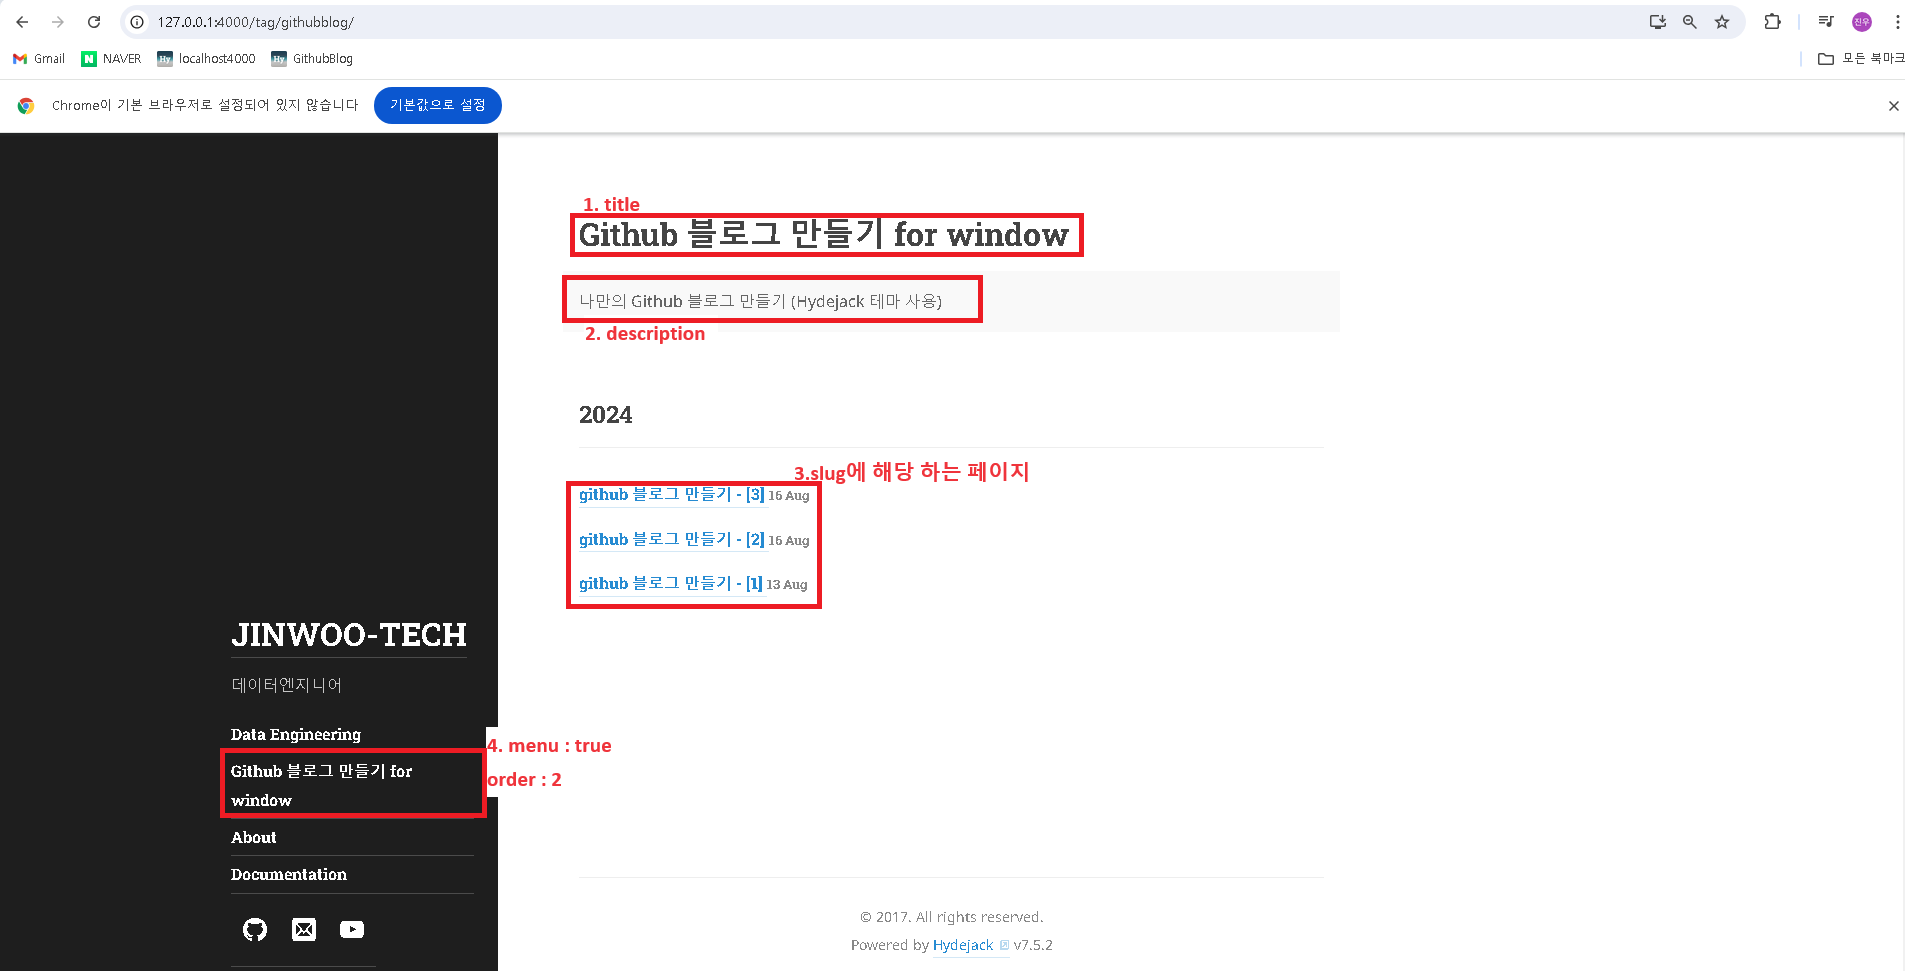 127.0.0.1:4000/tag/githubblog/
진우
Gmail
NAVER
Hy
localhost4000
Hy
GithubBlog
모든 북마크
Chrome이 기본 브라우저로 설정되어 있지 않습니다
기본값으로 설정
1. title
Github 블로그 만들기 for window
나만의 Github 블로그 만들기 (Hydejack 테마 사용)
2. description
2024
3.slug에 해당 하는 페이지
github 블로그 만들기 - [3] 16 Aug
github 블로그 만들기 - [2] 16 Aug
github 블로그 만들기 - [1] 13 Aug
JINWOO-TECH
데이터엔지니어
Data Engineering
Github 블로그 만들기 for
window
4. menu : true
order : 2
About
Documentation
© 2017. All rights reserved.
Powered by Hydejack v7.5.2